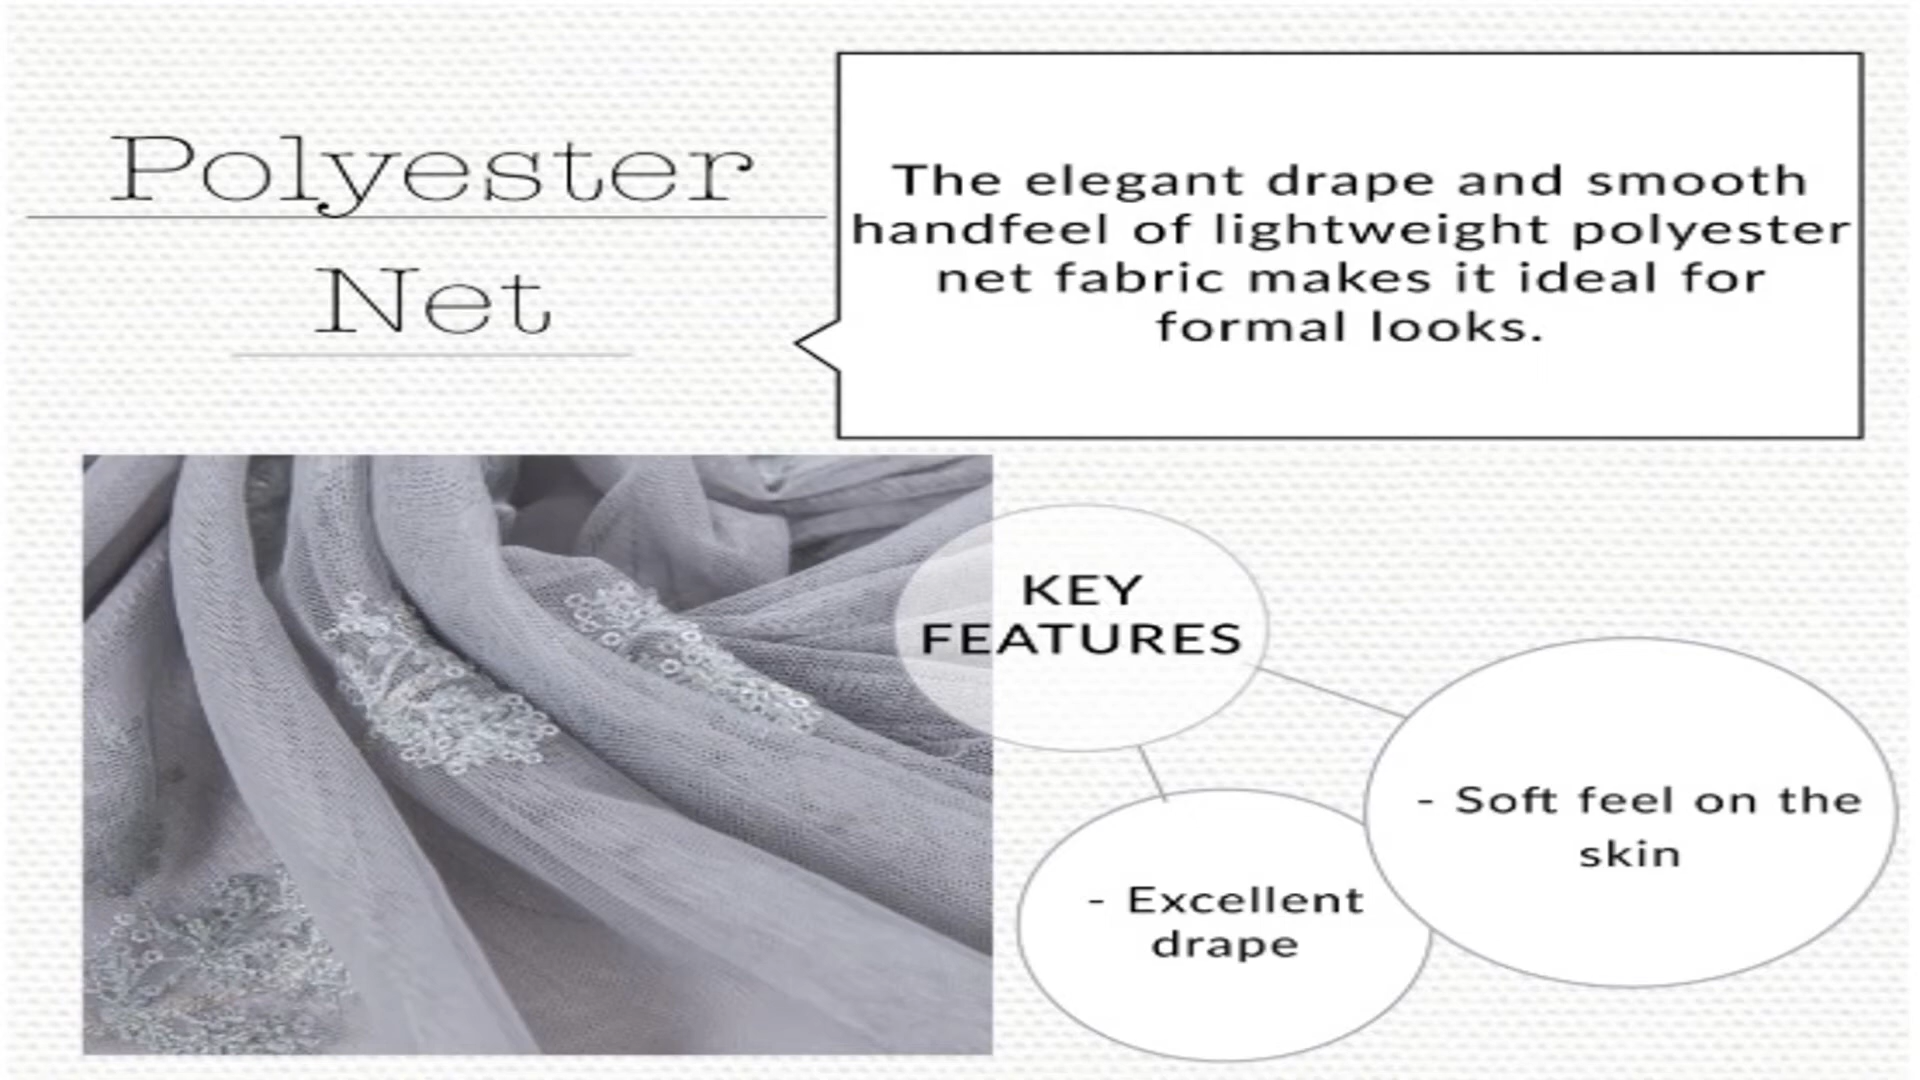 Polyester
Net
The elegant drape and smooth
handfeel of lightweight polyester
net fabric makes it ideal for
formal looks.
KEY
FEATURES
- Soft feel on the
skin
- Excellent
drape